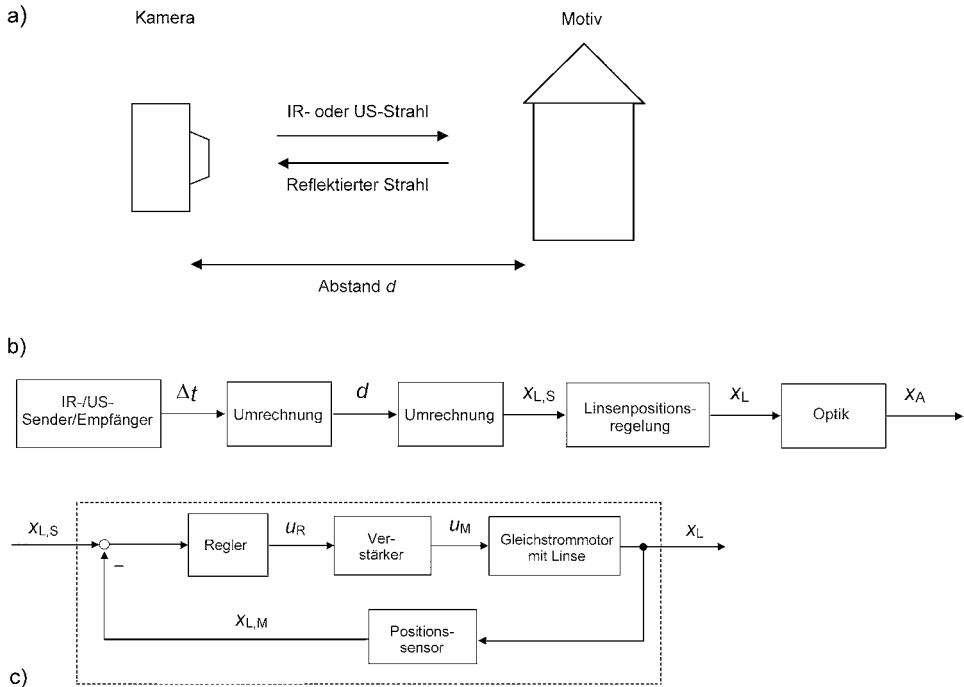 a)
Kamera
Motiv
IR- oder US-Strahl
Reflektierter Strahl
Abstand d
b)
IR-/US-
Sender/Empfänger
Δt
Umrechnung
d
Umrechnung
xL,S
Linsenpositions-
regelung
xL
Optik
xA
xL,S
–
Regler
uR
Ver-
stärker
uM
Gleichstrommotor
mit Linse
xL
xL,M
Positions-
sensor
c)